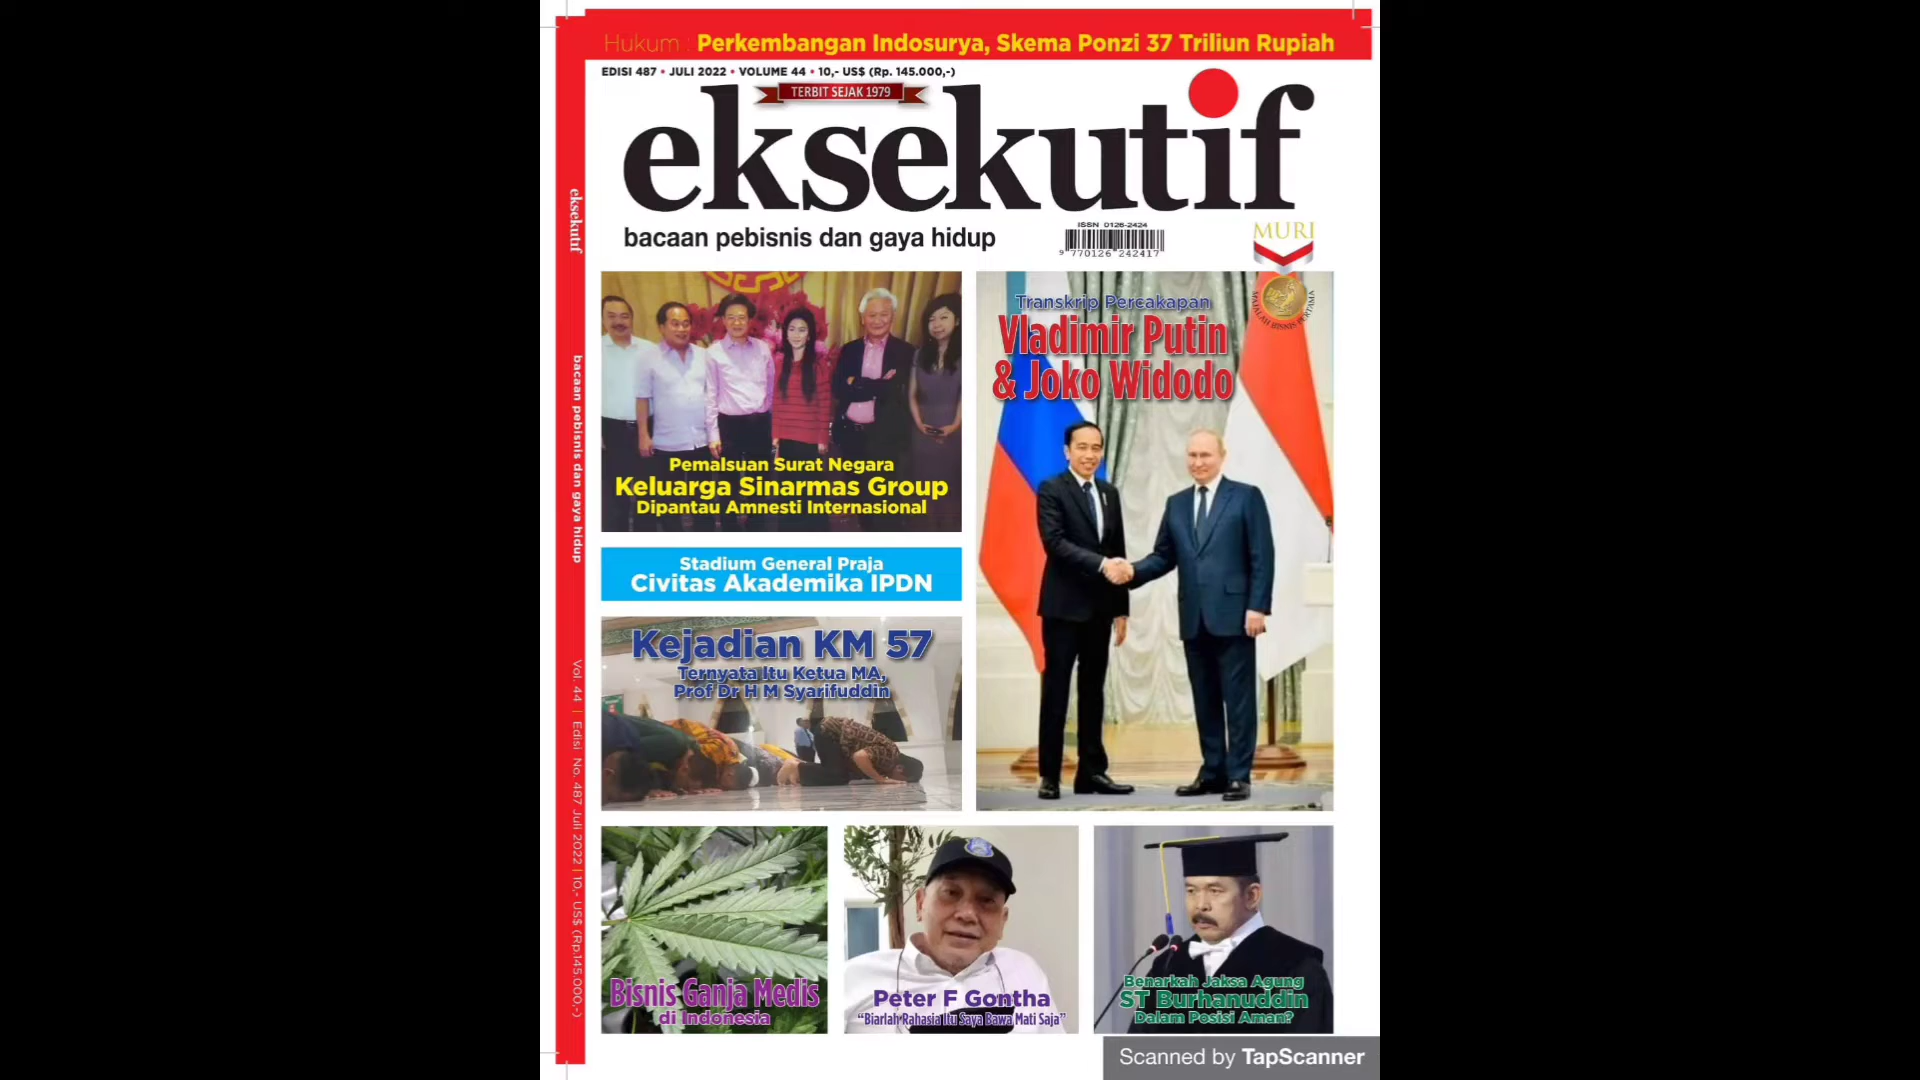 Hukum : Perkembangan Indosurya, Skema Ponzi 37 Triliun Rupiah
EDISI 487 • JULI 2022 • VOLUME 44 • 10,- US$ (Rp. 145.000,-)
TERBIT SEJAK 1979
eksekutif
bacaan pebisnis dan gaya hidup
ISSN 0126-2424
9 770126 242417
MURI
MAJALAH BISNIS PERTAMA
Pemalsuan Surat Negara
Keluarga Sinarmas Group
Dipantau Amnesti Internasional
Transkrip Percakapan
Vladimir Putin
& Joko Widodo
Stadium General Praja
Civitas Akademika IPDN
Kejadian KM 57
Ternyata Itu Ketua MA,
Prof Dr H M Syarifuddin
Bisnis Ganja Medis
di Indonesia
Peter F Gontha
“Biarlah Rahasia Itu Saya Bawa Mati Saja”
Benarkah Jaksa Agung
ST Burhanuddin
Dalam Posisi Aman?
eksekutif
bacaan pebisnis dan gaya hidup
Vol. 44 | Edisi No. 487 Juli 2022 | 10,- US$ (Rp.145.000,-)
Scanned by TapScanner